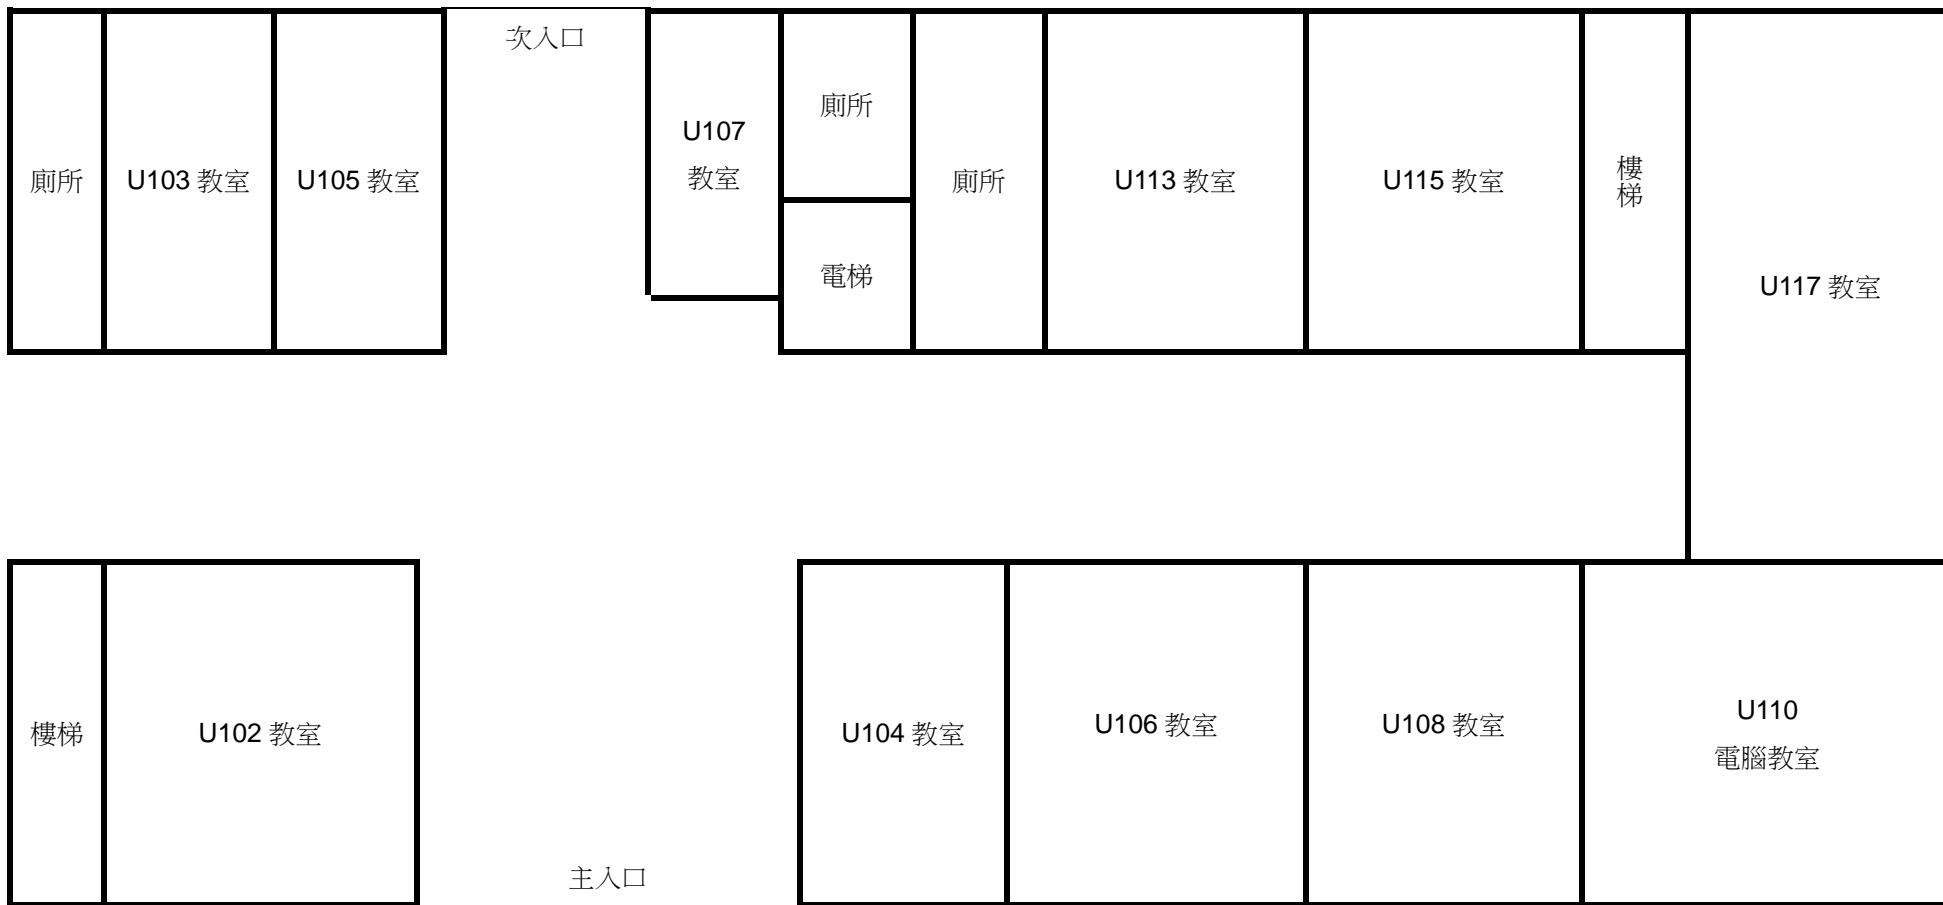 次入口
廁所
U103 教室
U105 教室
U107
教室
廁所
電梯
廁所
U113 教室
U115 教室
樓梯
U117 教室
樓梯
U102 教室
主入口
U104 教室
U106 教室
U108 教室
U110
電腦教室